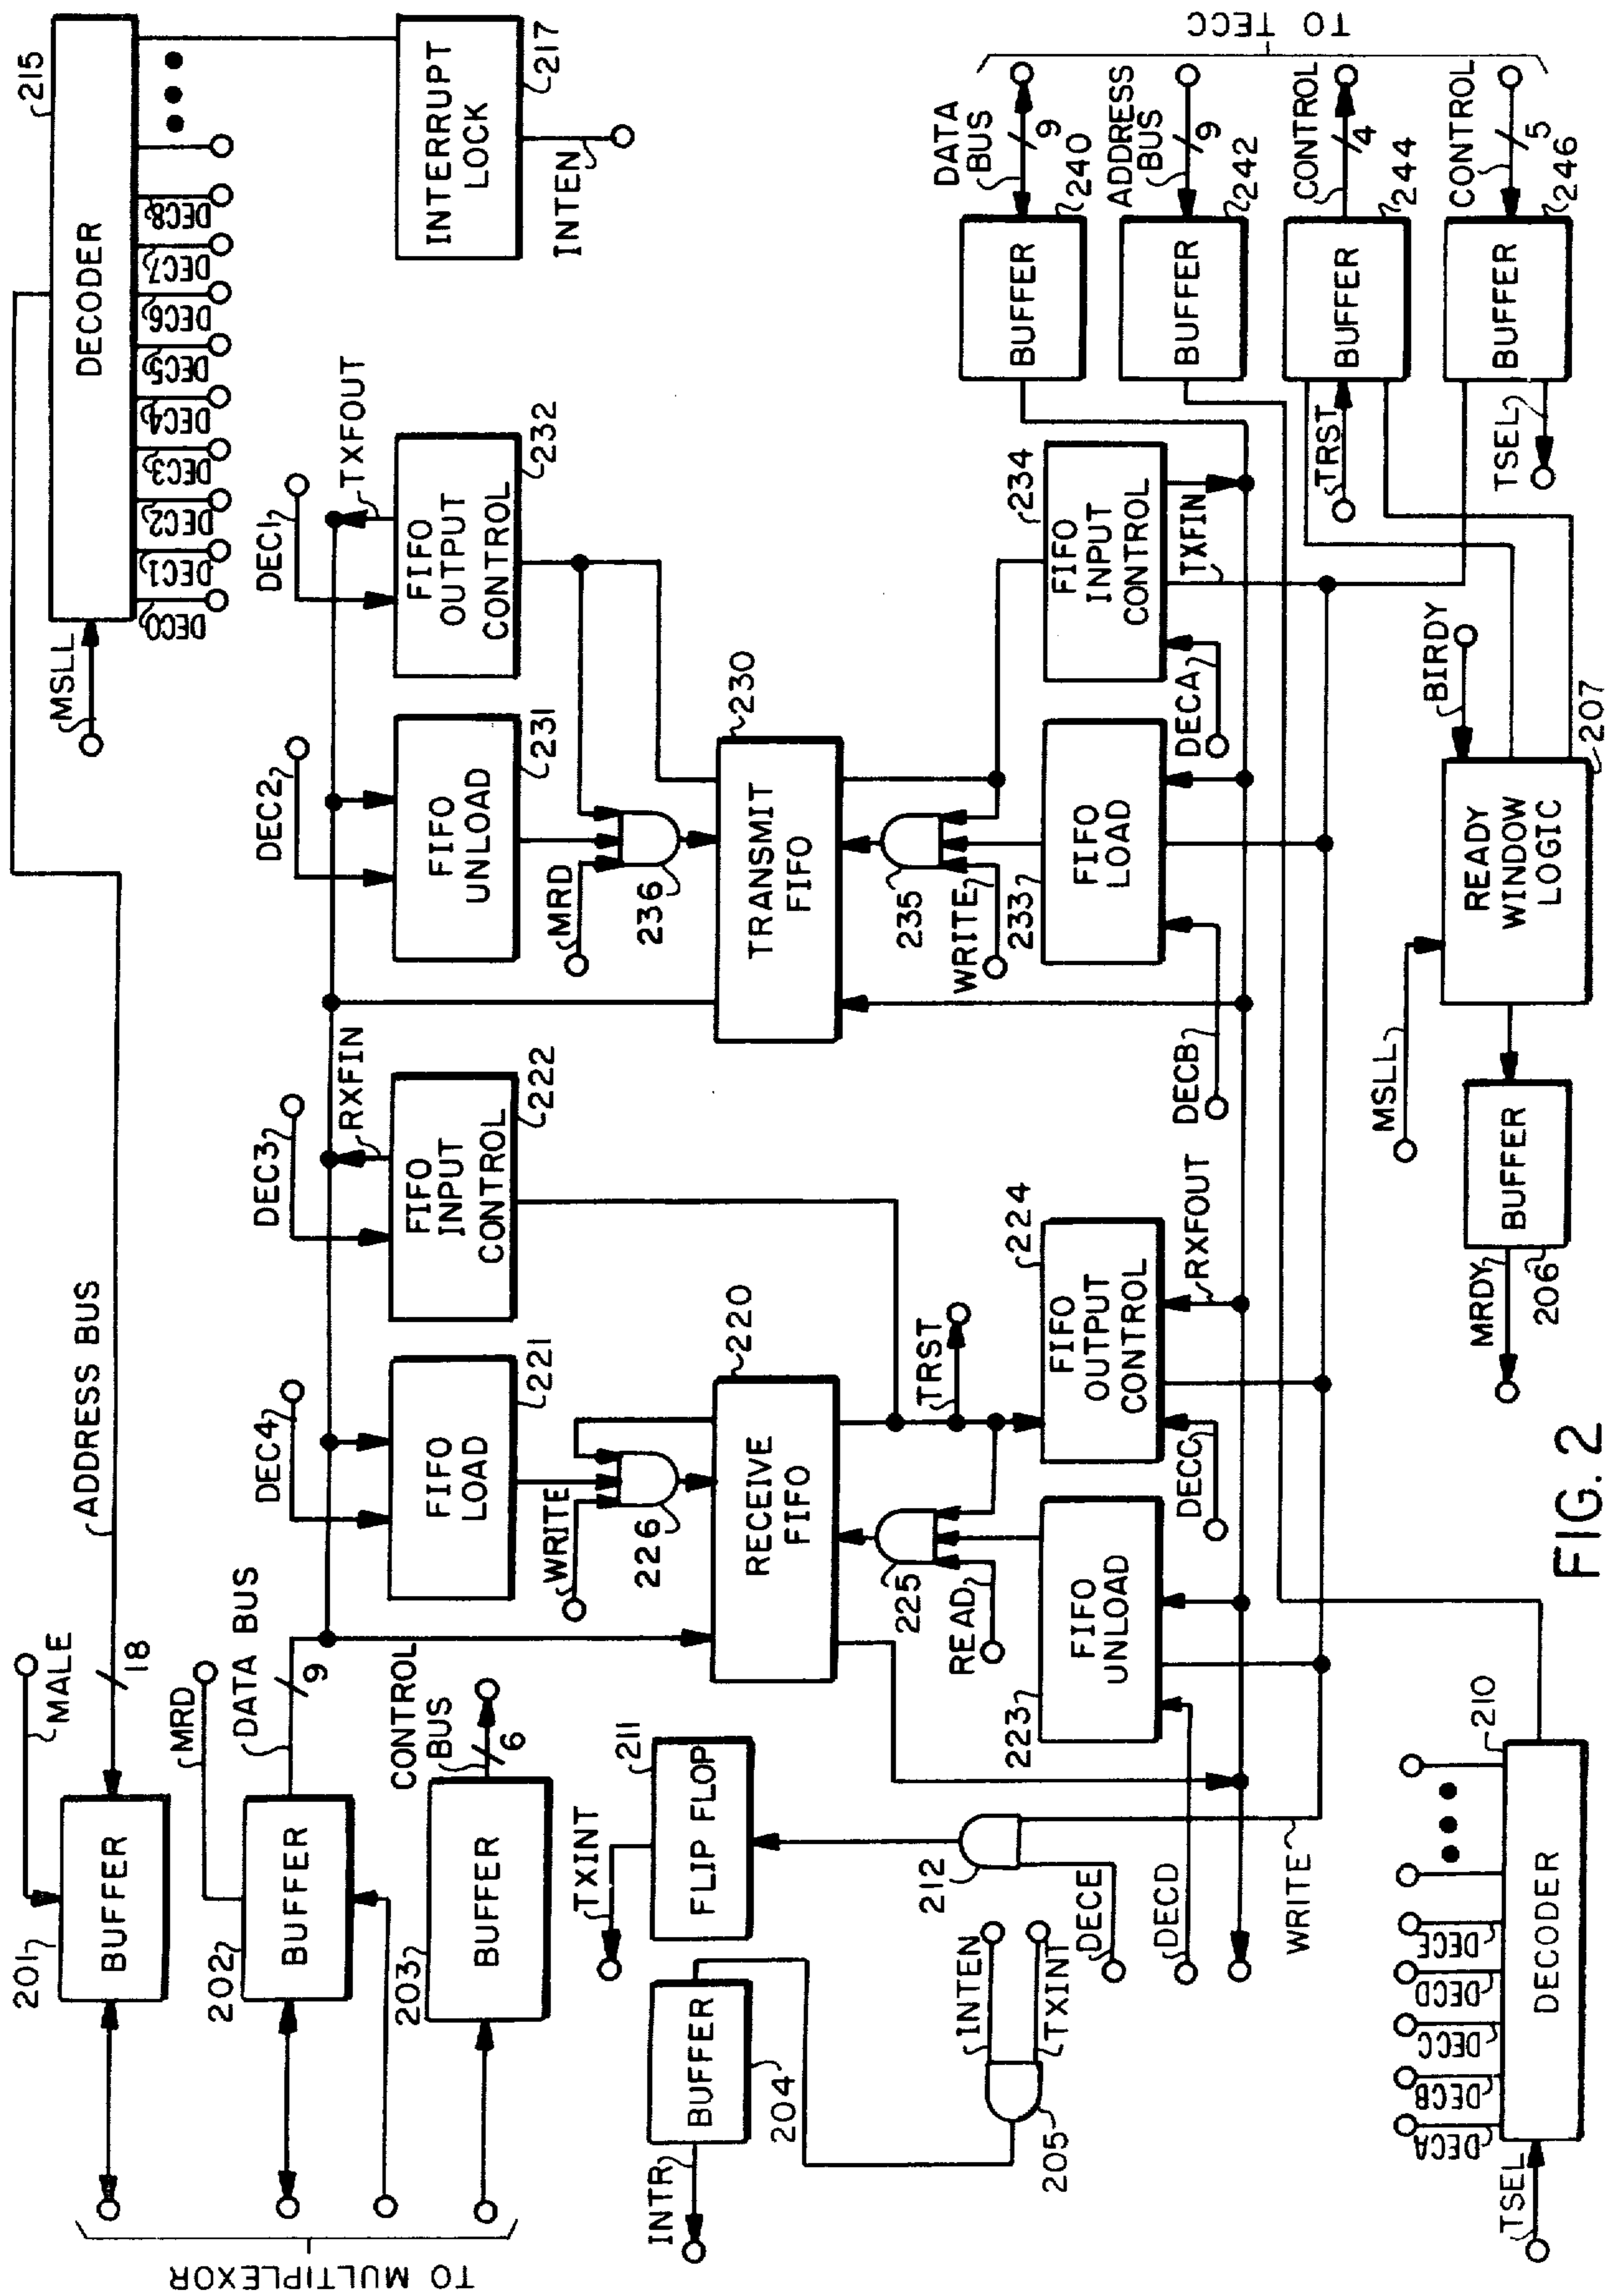 TO MULTIPLEXOR
201
BUFFER
MALE
18
ADDRESS BUS
202
BUFFER
MRD
DATA BUS
9
203
BUFFER
CONTROL
BUS
6
MSLL
DECODER
215
DEC0
DEC1
DEC2
DEC3
DEC4
DEC5
DEC6
DEC7
DEC8
INTERRUPT
LOCK
217
INTEN
DEC4
FIFO
LOAD
221
DEC3
RXFIN
FIFO
INPUT
CONTROL
222
DEC2
FIFO
UNLOAD
231
DEC1
TXFOUT
FIFO
OUTPUT
CONTROL
232
WRITE
226
MRD
236
INTR
BUFFER
204
TXINT
FLIP FLOP
211
RECEIVE
FIFO
220
TRANSMIT
FIFO
230
INTEN
TXINT
205
212
DECE
DECD
WRITE
READ
225
TRST
WRITE
235
223
FIFO
UNLOAD
224
FIFO
OUTPUT
CONTROL
DECC
RXFOUT
233
FIFO
LOAD
DECB
234
FIFO
INPUT
CONTROL
DECA
TXFIN
DATA
BUS
9
BUFFER
240
ADDRESS
BUS
9
BUFFER
242
CONTROL
4
BUFFER
244
TRST
CONTROL
5
BUFFER
246
TSEL
TO TECC
TSEL
DECODER
210
DECA
DECB
DECC
DECD
DECE
MRDY
BUFFER
206
MSLL
READY
WINDOW
LOGIC
207
BIRDY
FIG. 2